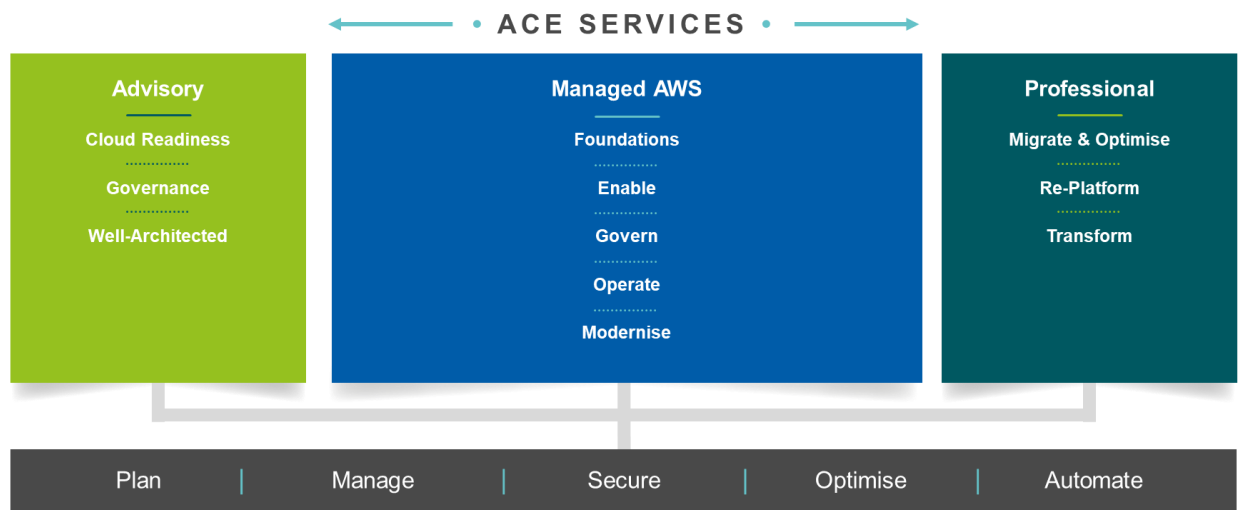 ACE SERVICES
Advisory
Cloud Readiness
Governance
Well-Architected
Managed AWS
Foundations
Enable
Govern
Operate
Modernise
Professional
Migrate & Optimise
Re-Platform
Transform
Plan | Manage | Secure | Optimise | Automate